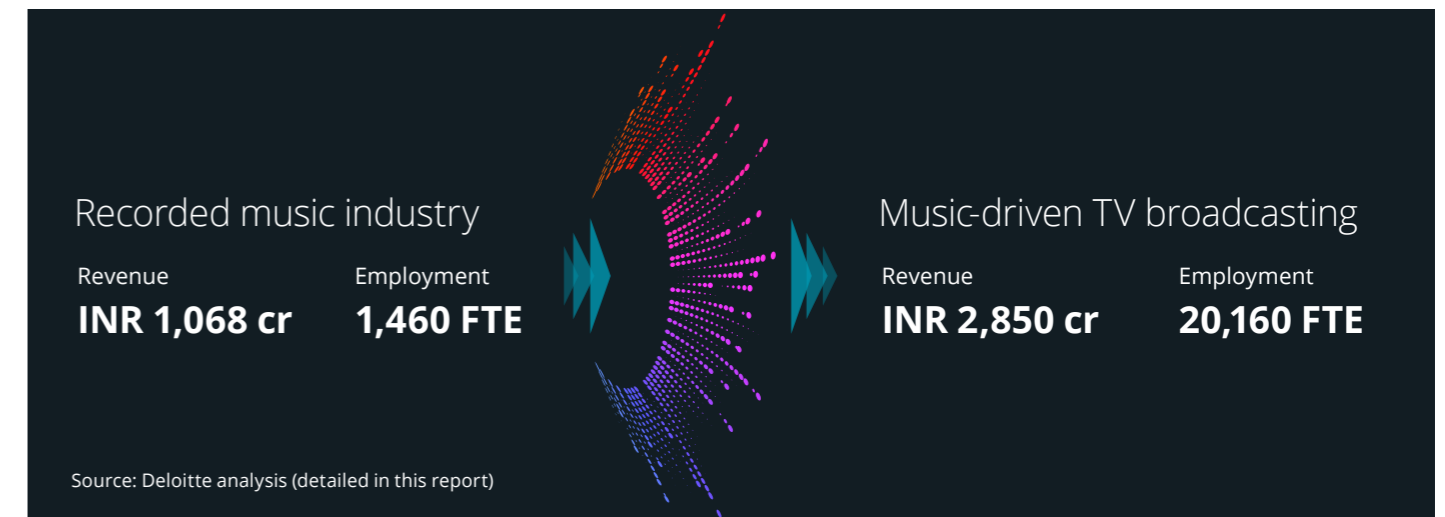 Recorded music industry
Revenue
INR 1,068 cr
Employment
1,460 FTE
Music-driven TV broadcasting
Revenue
INR 2,850 cr
Employment
20,160 FTE
Source: Deloitte analysis (detailed in this report)